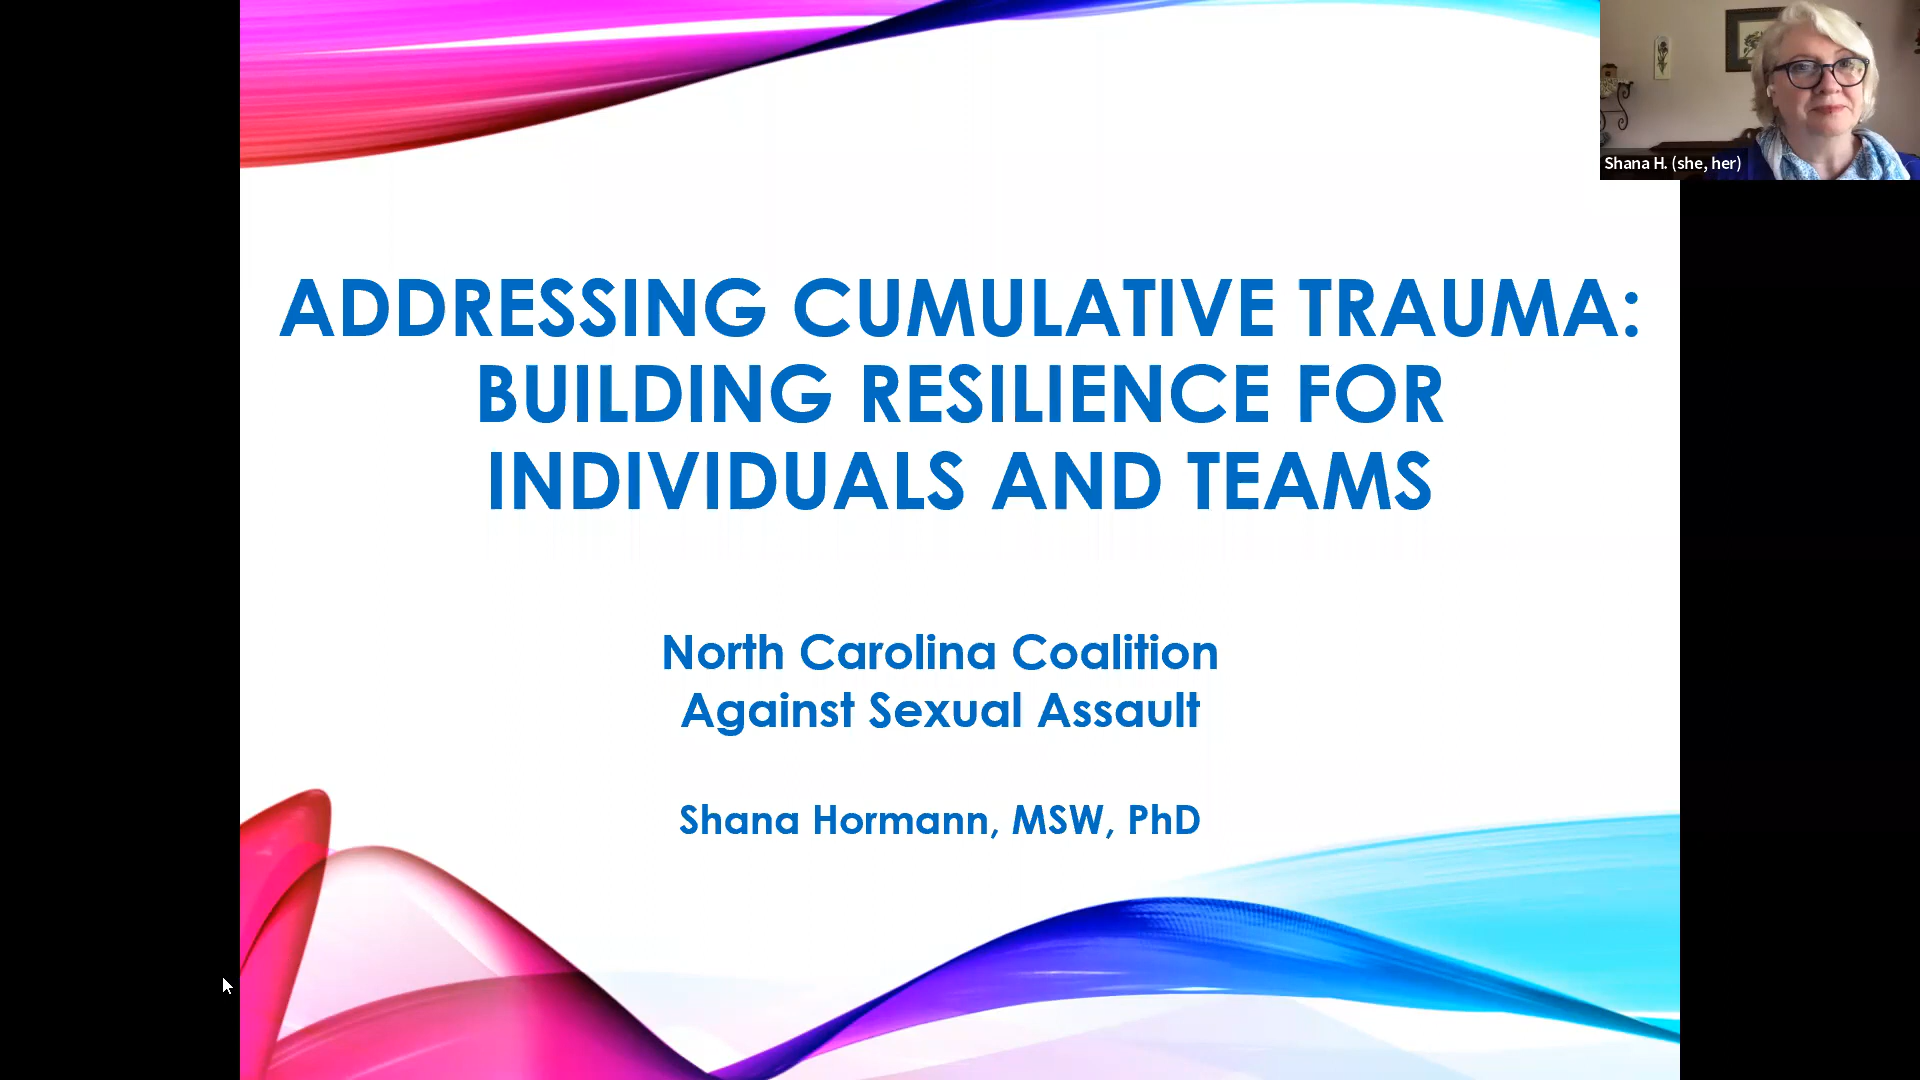 Shana H. (she, her)
ADDRESSING CUMULATIVE TRAUMA:
BUILDING RESILIENCE FOR
INDIVIDUALS AND TEAMS
North Carolina Coalition
Against Sexual Assault
Shana Hormann, MSW, PhD